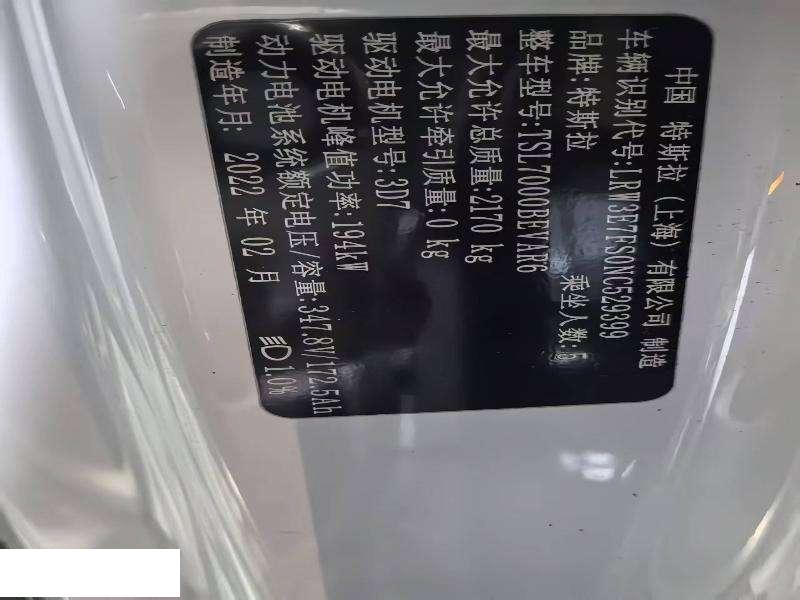 中国 特斯拉(上海)有限公司 制造
车辆识别代号:LRW3E7FS0NC529399
品牌:特斯拉 乘坐人数:5
整车型号:TSL7000BEVAR6
最大允许总质量:2170 kg
最大允许牵引质量:0 kg
驱动电机型号:3D7
驱动电机峰值功率:194kW
动力电池系统额定电压/容量:347.8V/172.5Ah
制造年月: 2022 年 02 月 1.0%